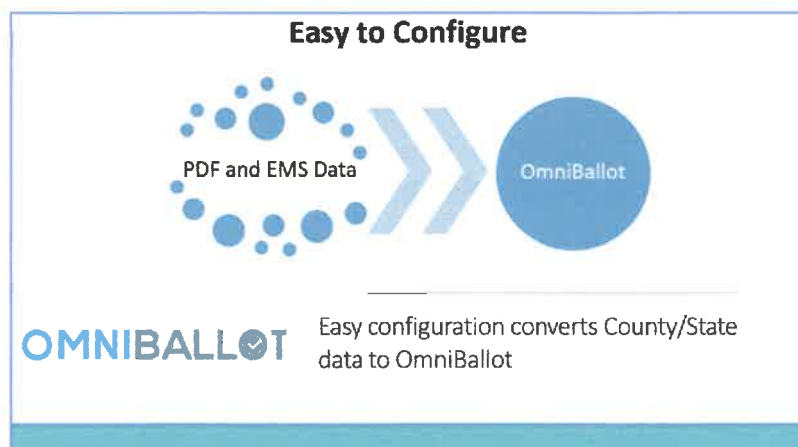 Easy to Configure
PDF and EMS Data
OmniBallot
OMNIBALLOT
Easy configuration converts County/State
data to OmniBallot